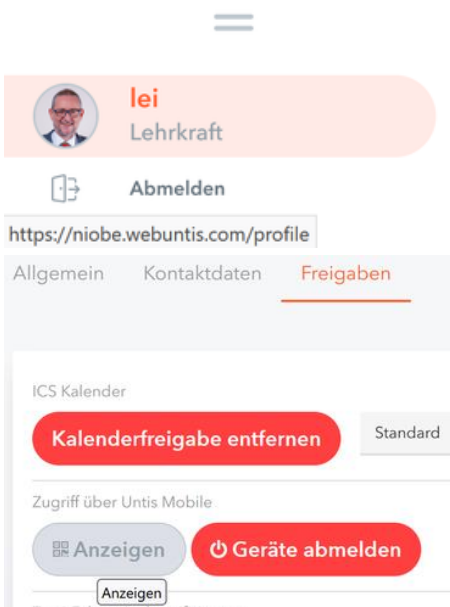 lei
Lehrkraft
Abmelden
https://niobe.webuntis.com/profile
Allgemein Kontaktdaten Freigaben
ICS Kalender
Kalenderfreigabe entfernen Standard
Zugriff über Untis Mobile
Anzeigen Geräte abmelden
Anzeigen